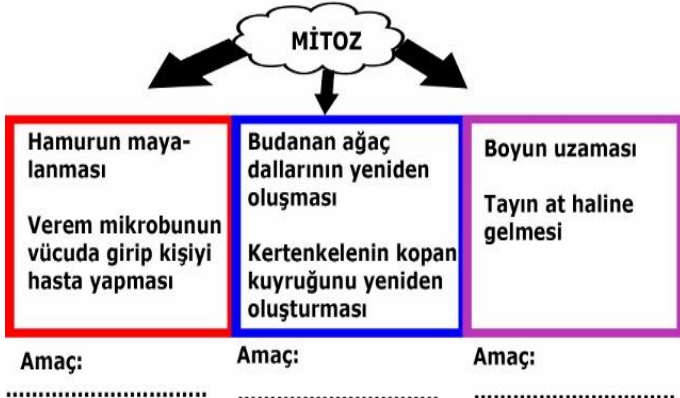 MİTOZ
Hamurun maya-
lanması
Verem mikrobunun
vücuda girip kişiyi
hasta yapması
Budanan ağaç
dallarının yeniden
oluşması
Kertenkelenin kopan
kuyruğunu yeniden
oluşturması
Boyun uzaması
Tayın at haline
gelmesi
Amaç:
..............................
Amaç:
..............................
Amaç:
..............................